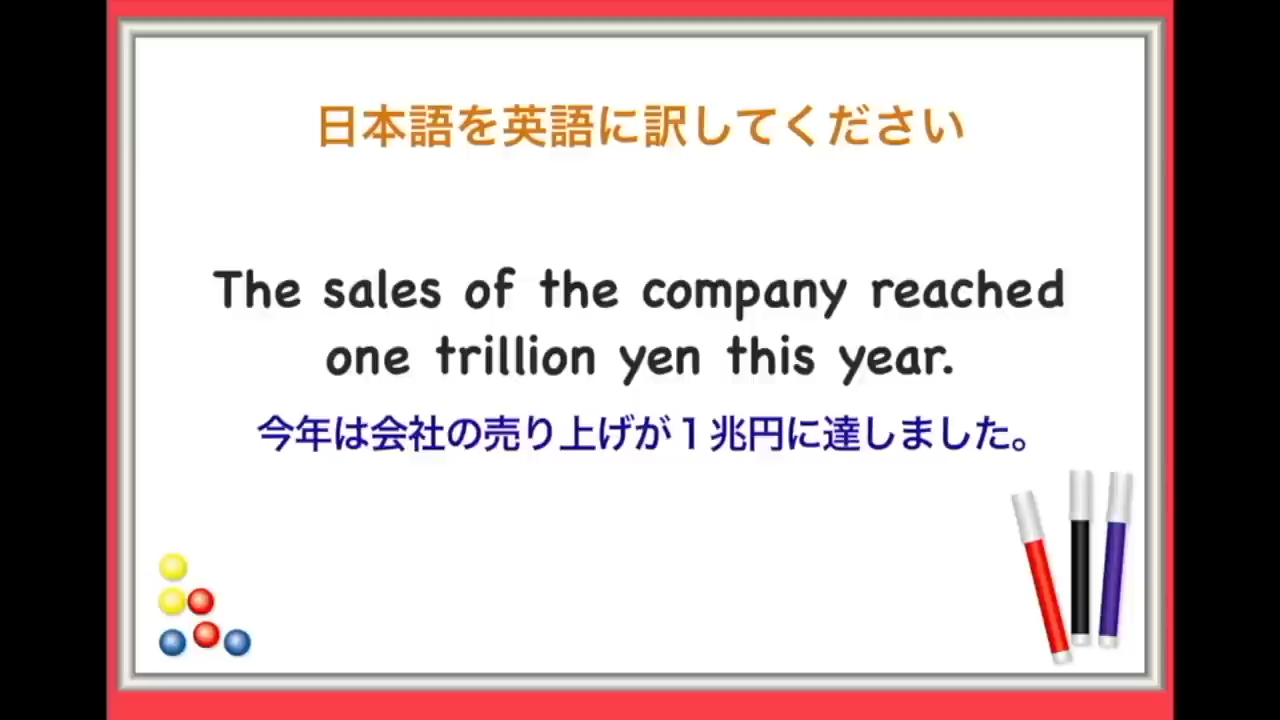 日本語を英語に訳してください
The sales of the company reached
one trillion yen this year.
今年は会社の売り上げが１兆円に達しました。